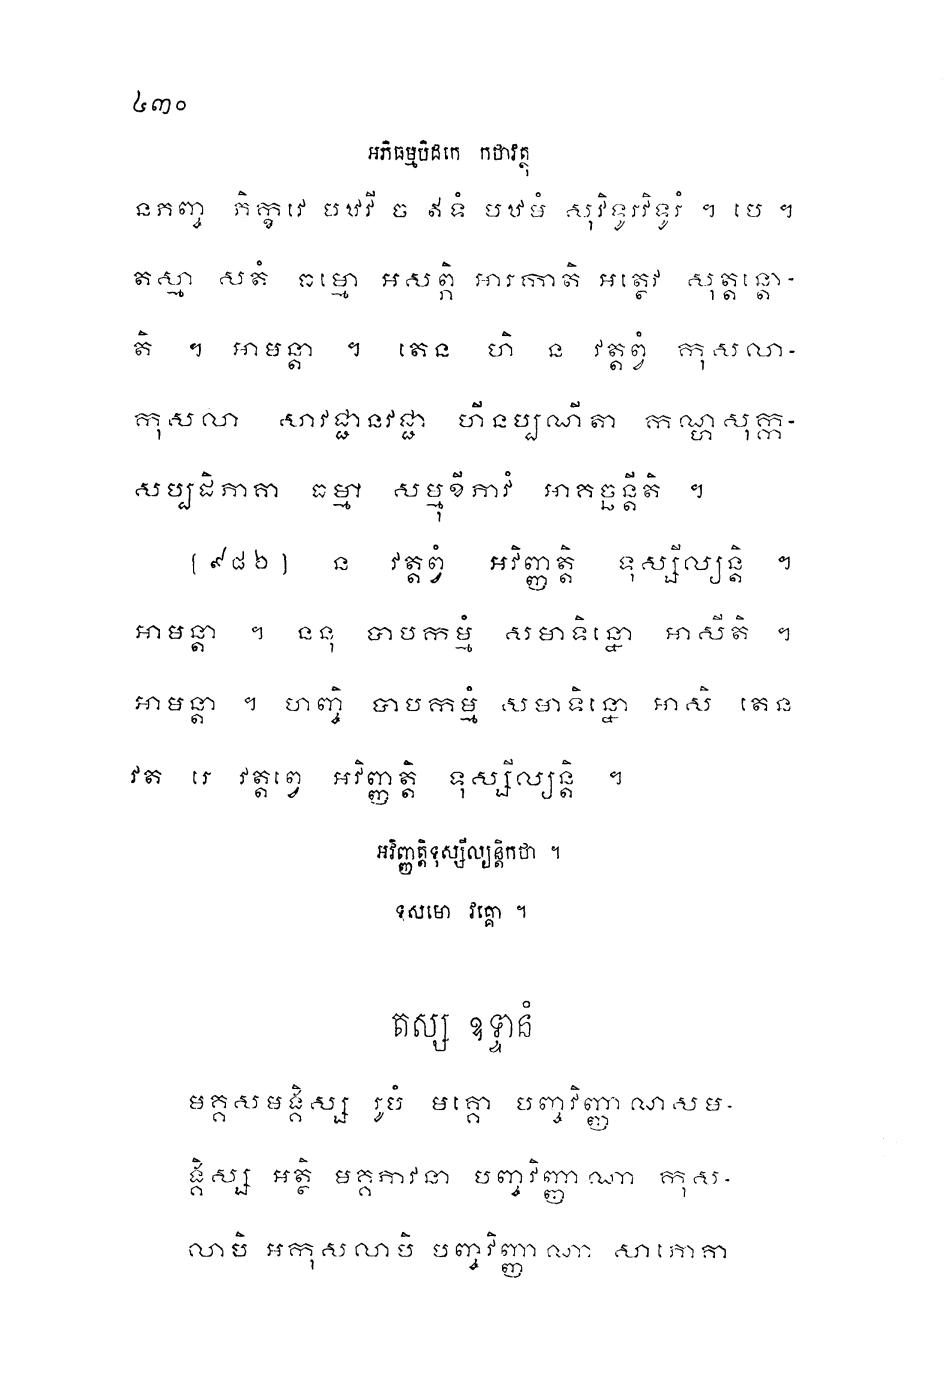 ៤៣០
អភិធម្មបិដកេ កថាវត្ថុ
នភញ្ច ភិក្ខវេ បឋវី ច ឥទំ បឋមំ សុវិទូរវិទូរំ ។ បេ ។
តស្មា សតំ ធម្មោ អសព្ភិ អារកាតិ អត្ថេវ សុត្តន្តោ-
តិ ។ អាមន្តា ។ តេន ហិ ន វត្តព្វំ កុសលា-
កុសលា សាវជ្ជានវជ្ជា ហីនប្បណីតា កណ្ហសុក្ក-
សប្បដិភាគា ធម្មា សម្មុខីភាវំ អាគច្ឆន្តីតិ ។
[១៨៦] ន វត្តព្វំ អវិញ្ញត្តិ ទុស្សីល្យន្តិ ។
អាមន្តា ។ ននុ បាបកម្មំ សមាទិន្នោ អាសីតិ ។
អាមន្តា ។ ហញ្ចិ បាបកម្មំ សមាទិន្នោ អាសិ តេន
វត រេ វត្តព្វេ អវិញ្ញត្តិ ទុស្សីល្យន្តិ ។
អវិញ្ញត្តិទុស្សីល្យន្តិកថា ។
ទុសមោ វគ្គោ ។
តស្ស ឧទ្ទានំ
មគ្គសមង្គិស្ស រូបំ មគ្គោ បញ្ចវិញ្ញាណសម-
ង្គិស្ស អត្ថិ មគ្គភាវនា បញ្ចវិញ្ញាណា កុស-
លាបិ អកុសលាបិ បញ្ចវិញ្ញាណា សាភោគា